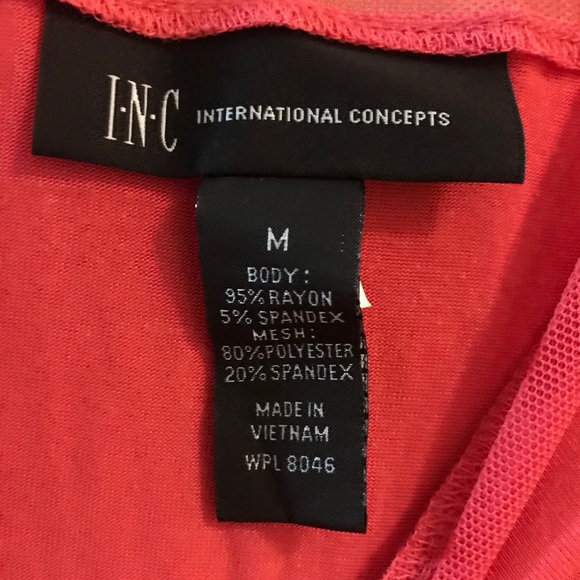 I·N·C INTERNATIONAL CONCEPTS
M
BODY:
95% RAYON
5% SPANDEX
MESH:
80% POLYESTER
20% SPANDEX
MADE IN
VIETNAM
WPL 8046